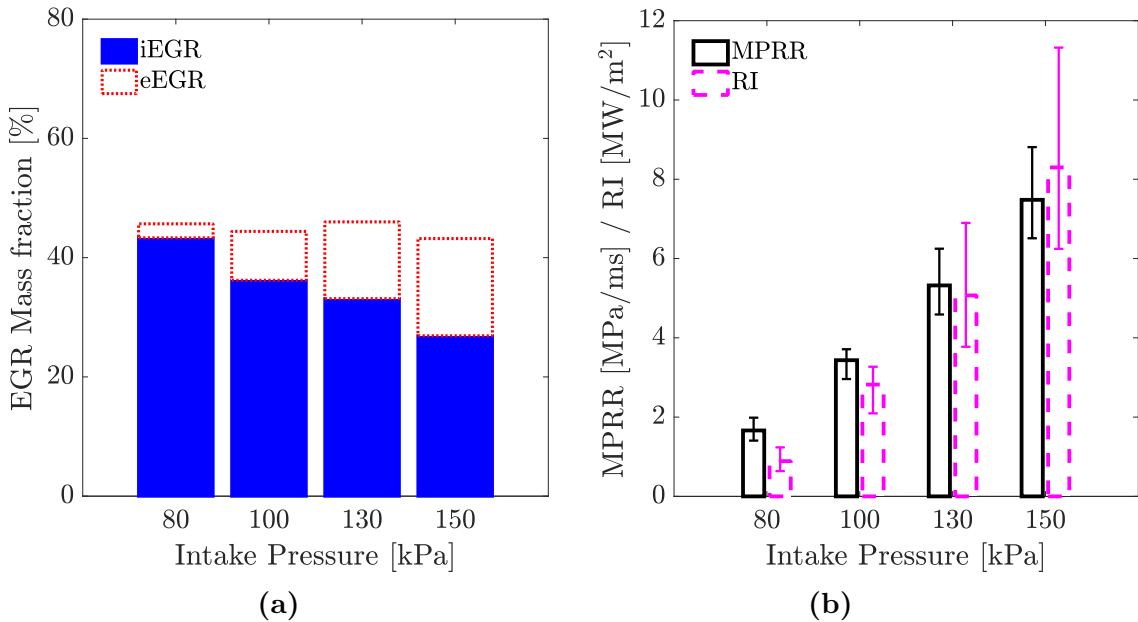 80
60
40
20
0
EGR Mass fraction [%]
iEGR
eEGR
80 100 130 150
Intake Pressure [kPa]
(a)
12
10
8
6
4
2
0
MPRR [MPa/ms] / RI [MW/m²]
MPRR
RI
80 100 130 150
Intake Pressure [kPa]
(b)